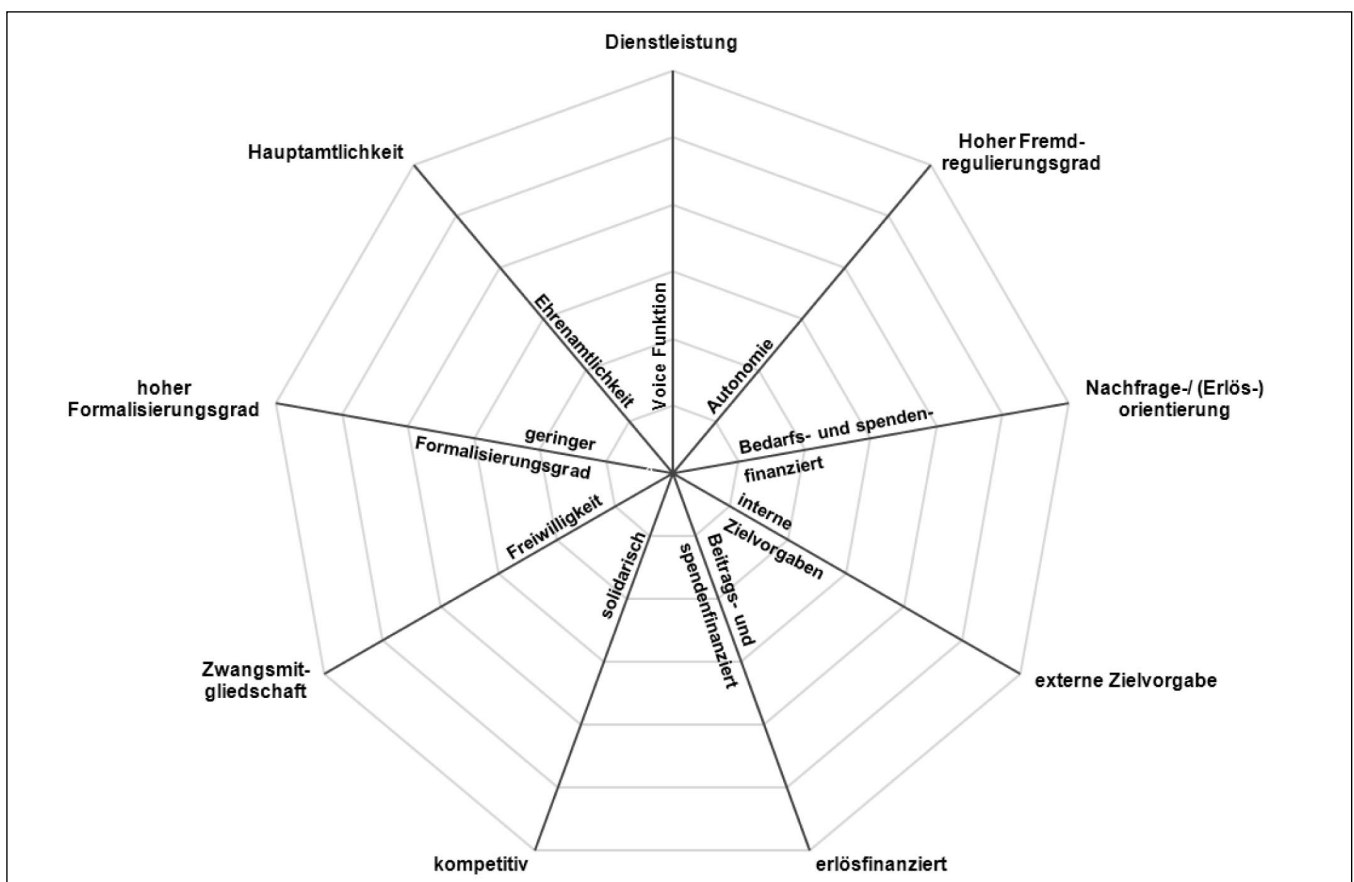 Dienstleistung
Hoher Fremd-
regulierungsgrad
Hauptamtlichkeit
Voice Funktion
Ehrenamtlichkeit
Autonomie
Nachfrage-/ (Erlös-)
orientierung
hoher
Formalisierungsgrad
geringer
Formalisierungsgrad
Bedarfs- und spenden-
finanziert
interne
Zielvorgaben
Freiwilligkeit
solidarisch
Beitrags- und
spendenfinanziert
Zwangsmit-
gliedschaft
externe Zielvorgabe
kompetitiv
erlösfinanziert